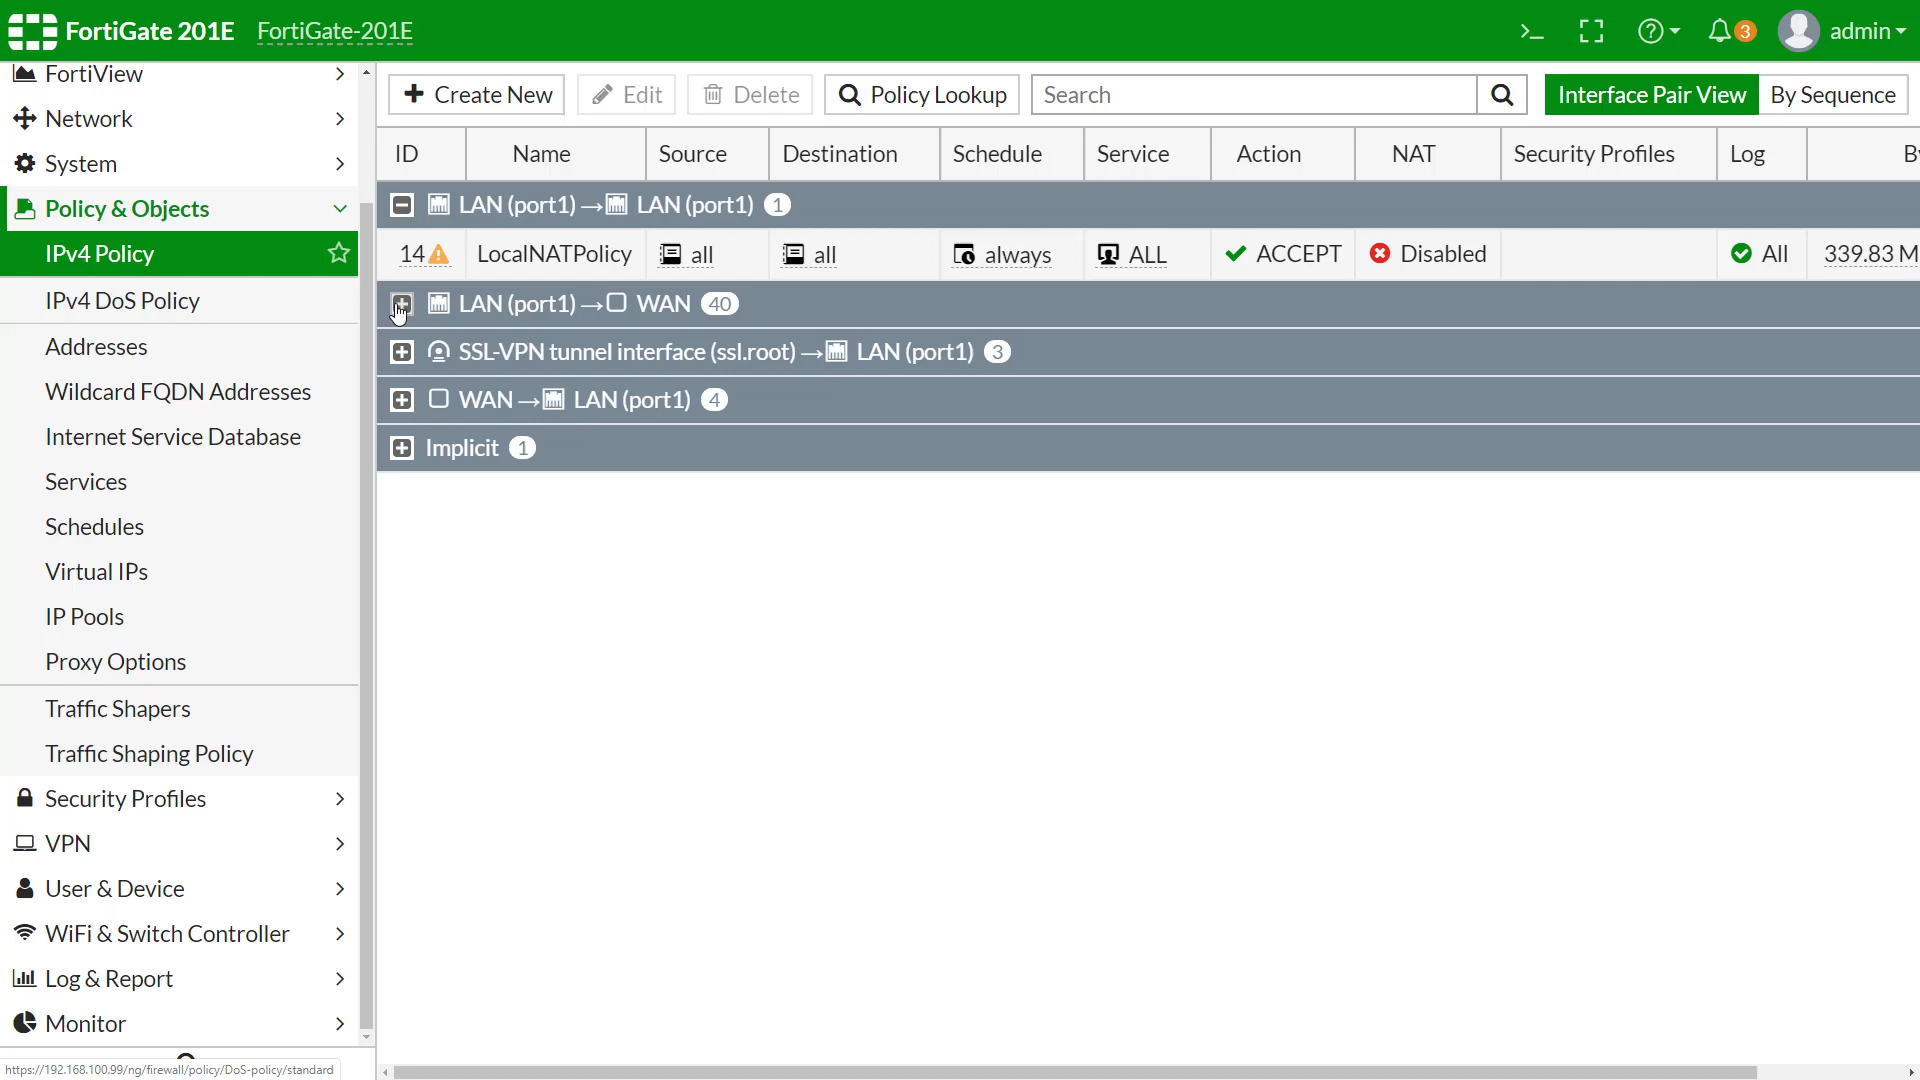 FortiGate 201E FortiGate-201E 3 admin
FortiView
Network
System
Policy & Objects
IPv4 Policy
IPv4 DoS Policy
Addresses
Wildcard FQDN Addresses
Internet Service Database
Services
Schedules
Virtual IPs
IP Pools
Proxy Options
Traffic Shapers
Traffic Shaping Policy
Security Profiles
VPN
User & Device
WiFi & Switch Controller
Log & Report
Monitor
https://192.168.100.99/ng/firewall/policy/DoS-policy/standard
Create New Edit Delete Policy Lookup Search Interface Pair View By Sequence
ID Name Source Destination Schedule Service Action NAT Security Profiles Log
LAN (port1) → LAN (port1) 1
14 LocalNATPolicy all all always ALL ACCEPT Disabled All 339.83 M
LAN (port1) → WAN 40
SSL-VPN tunnel interface (ssl.root) → LAN (port1) 3
WAN → LAN (port1) 4
Implicit 1